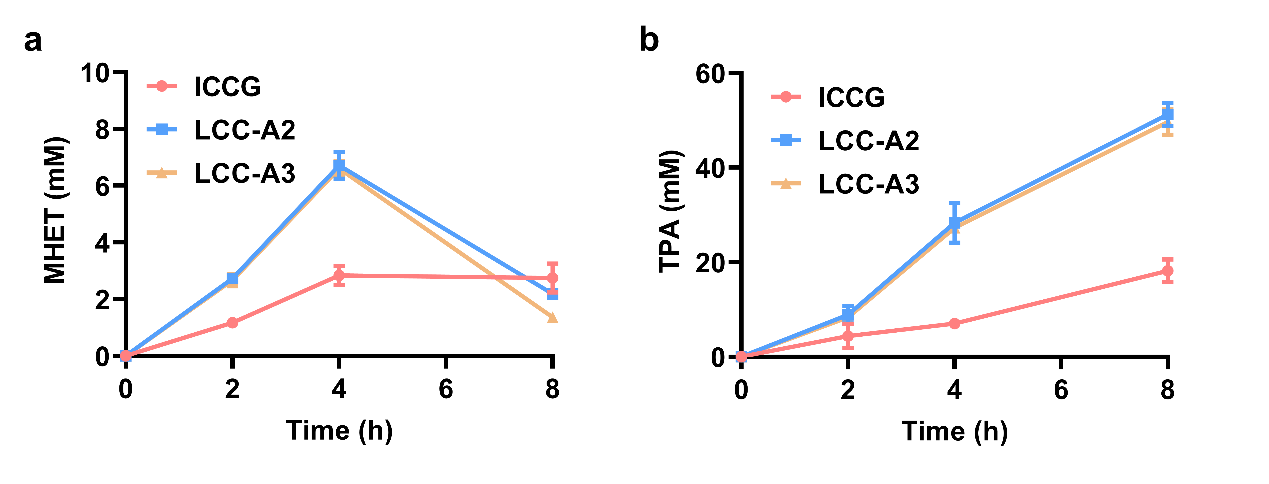 a
10
8
6
4
2
0
MHET (mM)
ICCG
LCC-A2
LCC-A3
0 2 4 6 8
Time (h)
b
60
40
20
0
TPA (mM)
ICCG
LCC-A2
LCC-A3
0 2 4 6 8
Time (h)